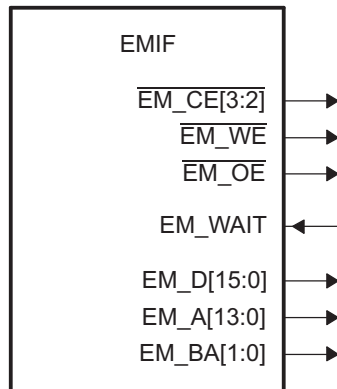 EMIF
EM_CE[3:2]
EM_WE
EM_OE
EM_WAIT
EM_D[15:0]
EM_A[13:0]
EM_BA[1:0]